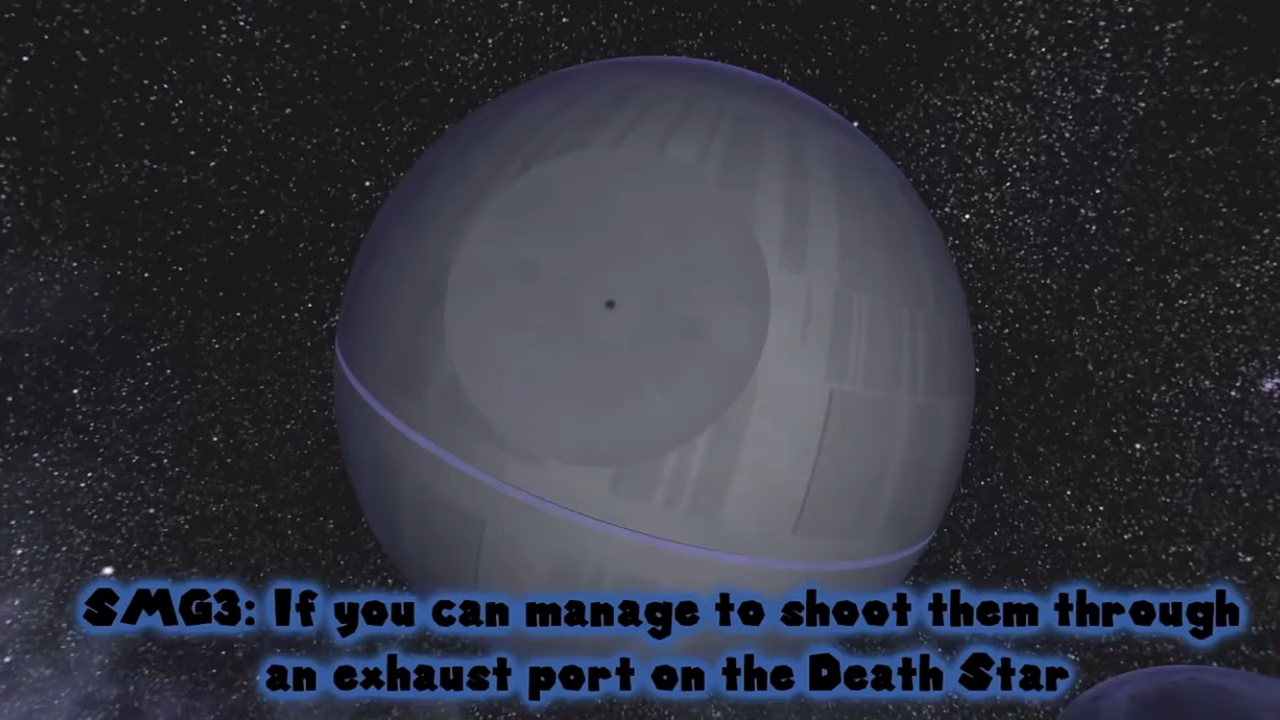 SMG3: If you can manage to shoot them through
an exhaust port on the Death Star